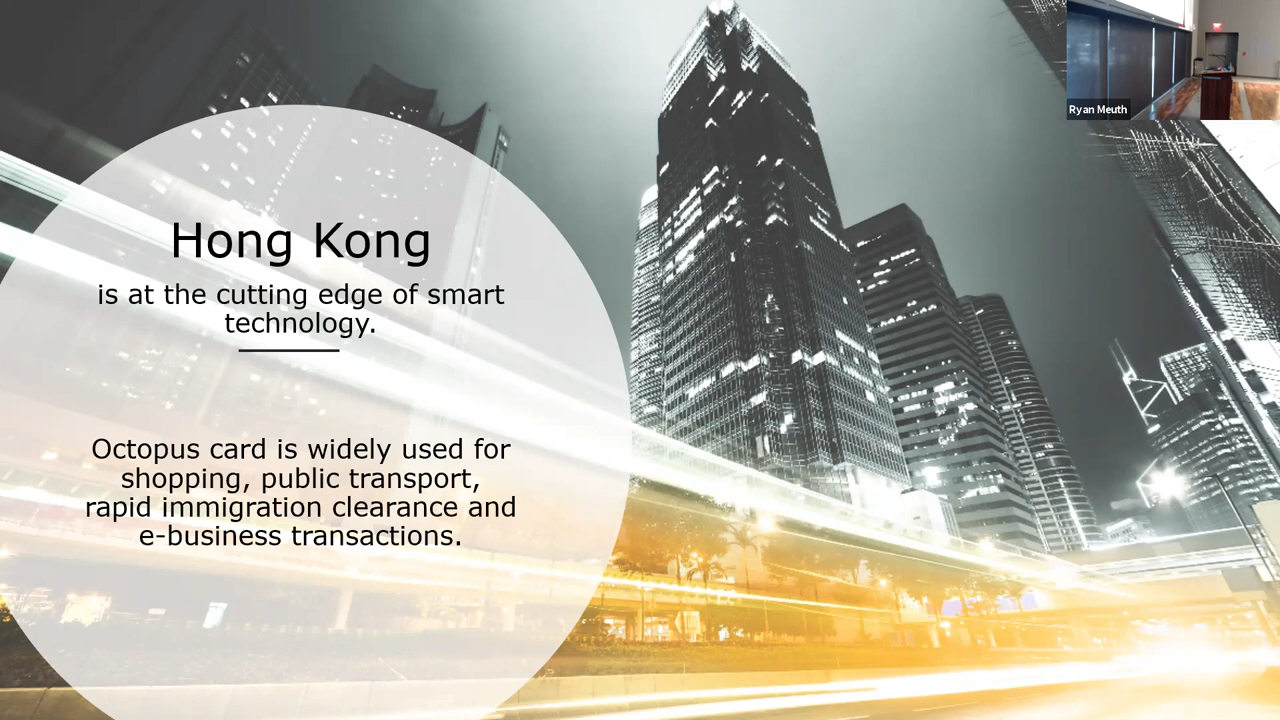 Hong Kong
is at the cutting edge of smart
technology.
Octopus card is widely used for
shopping, public transport,
rapid immigration clearance and
e-business transactions.
Ryan Meuth